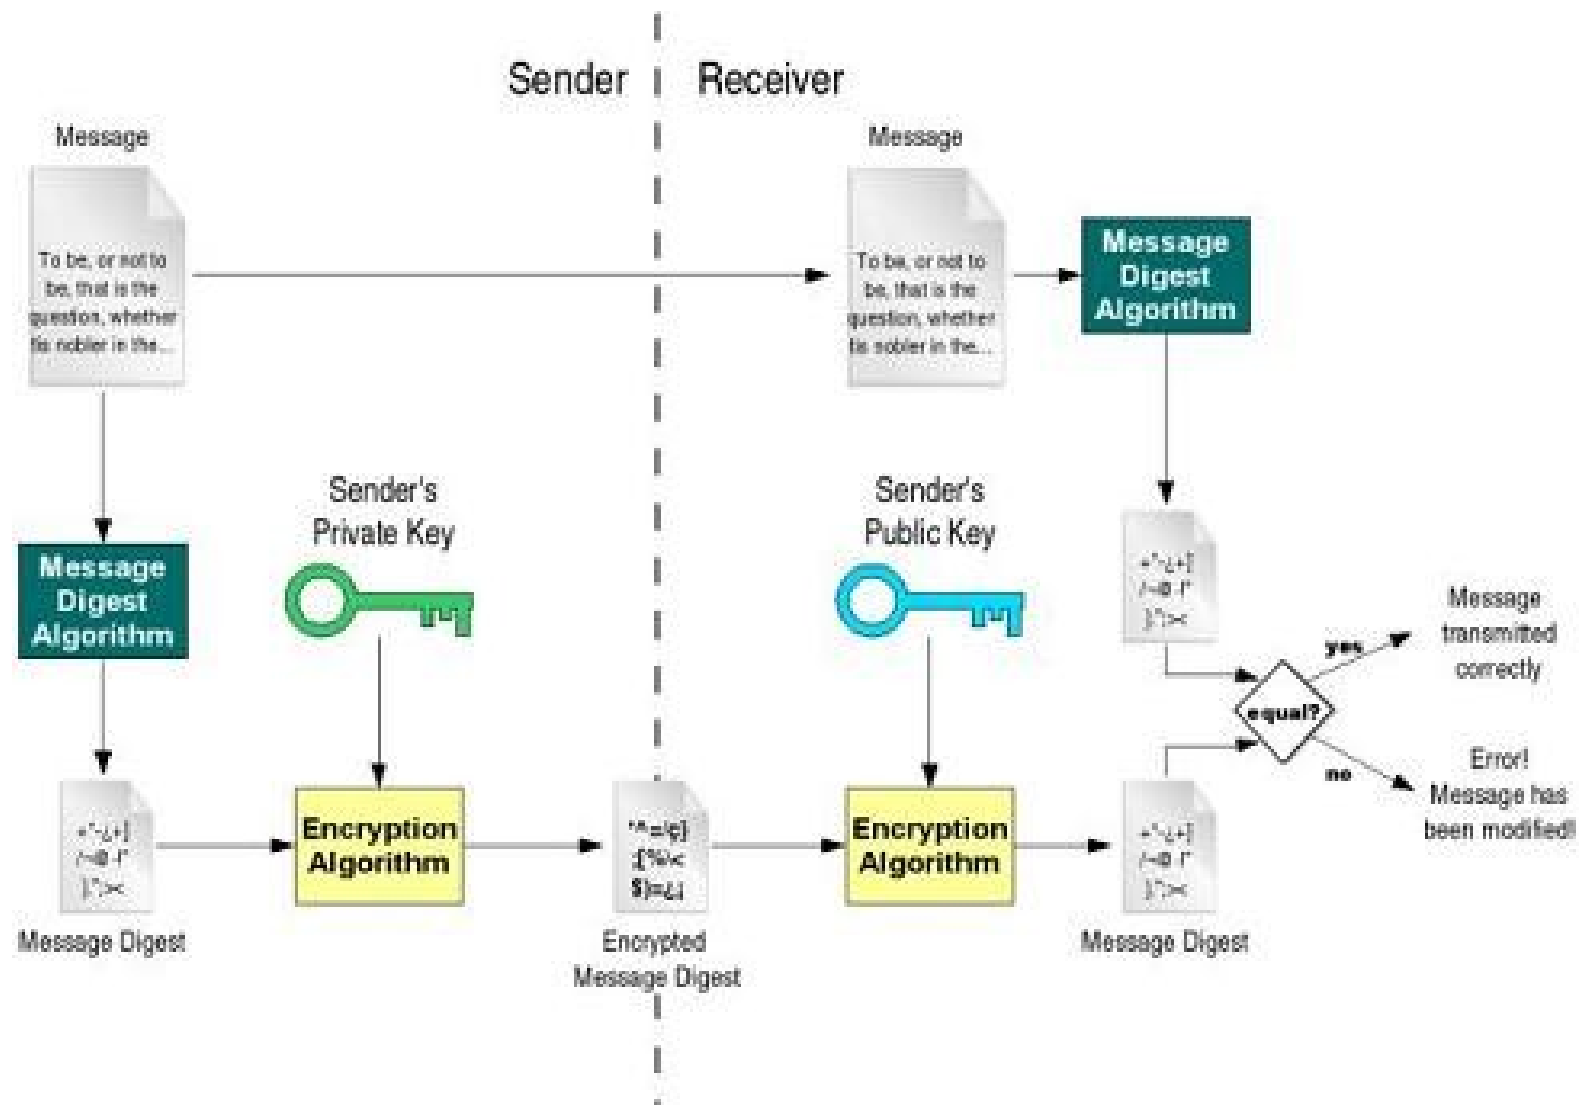 Sender
Receiver
Message
To be, or not to
be, that is the
question, whether
tis nobler in the...
Message
To be, or not to
be, that is the
question, whether
tis nobler in the...
Message
Digest
Algorithm
Sender's
Private Key
Sender's
Public Key
Message
Digest
Algorithm
+"-¿+]
yes
Message
transmitted
correctly
equal?
no
Error!
Message has
been modified!
+"-¿+]
Message Digest
Encryption
Algorithm
Encrypted
Message Digest
Encryption
Algorithm
+"-¿+]
Message Digest